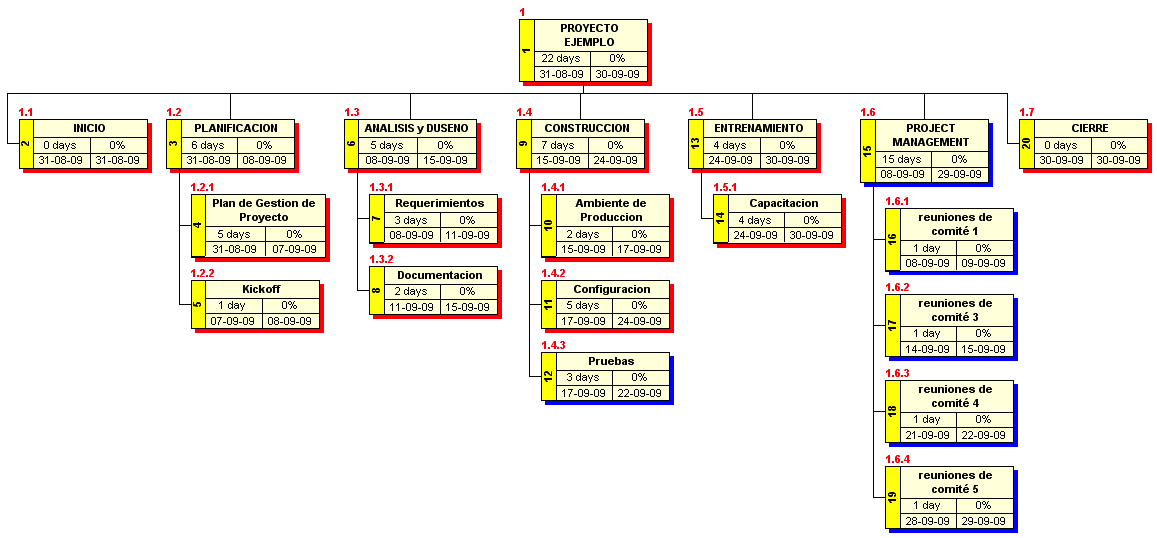 1
PROYECTO
EJEMPLO
1
22 days 0%
31-08-09 30-09-09
1.1
INICIO
2
0 days 0%
31-08-09 31-08-09
1.2
PLANIFICACION
3
6 days 0%
31-08-09 08-09-09
1.2.1
Plan de Gestion de
Proyecto
4
5 days 0%
31-08-09 07-09-09
1.2.2
Kickoff
5
1 day 0%
07-09-09 08-09-09
1.3
ANALISIS y DUSENO
6
5 days 0%
08-09-09 15-09-09
1.3.1
Requerimientos
7
3 days 0%
08-09-09 11-09-09
1.3.2
Documentacion
8
2 days 0%
11-09-09 15-09-09
1.4
CONSTRUCCION
9
7 days 0%
15-09-09 24-09-09
1.4.1
Ambiente de
Produccion
10
2 days 0%
15-09-09 17-09-09
1.4.2
Configuracion
11
5 days 0%
17-09-09 24-09-09
1.4.3
Pruebas
12
3 days 0%
17-09-09 22-09-09
1.5
ENTRENAMIENTO
13
4 days 0%
24-09-09 30-09-09
1.5.1
Capacitacion
14
4 days 0%
24-09-09 30-09-09
1.6
PROJECT
MANAGEMENT
15
15 days 0%
08-09-09 29-09-09
1.6.1
reuniones de
comité 1
16
1 day 0%
08-09-09 09-09-09
1.6.2
reuniones de
comité 3
17
1 day 0%
14-09-09 15-09-09
1.6.3
reuniones de
comité 4
18
1 day 0%
21-09-09 22-09-09
1.6.4
reuniones de
comité 5
19
1 day 0%
28-09-09 29-09-09
1.7
CIERRE
20
0 days 0%
30-09-09 30-09-09